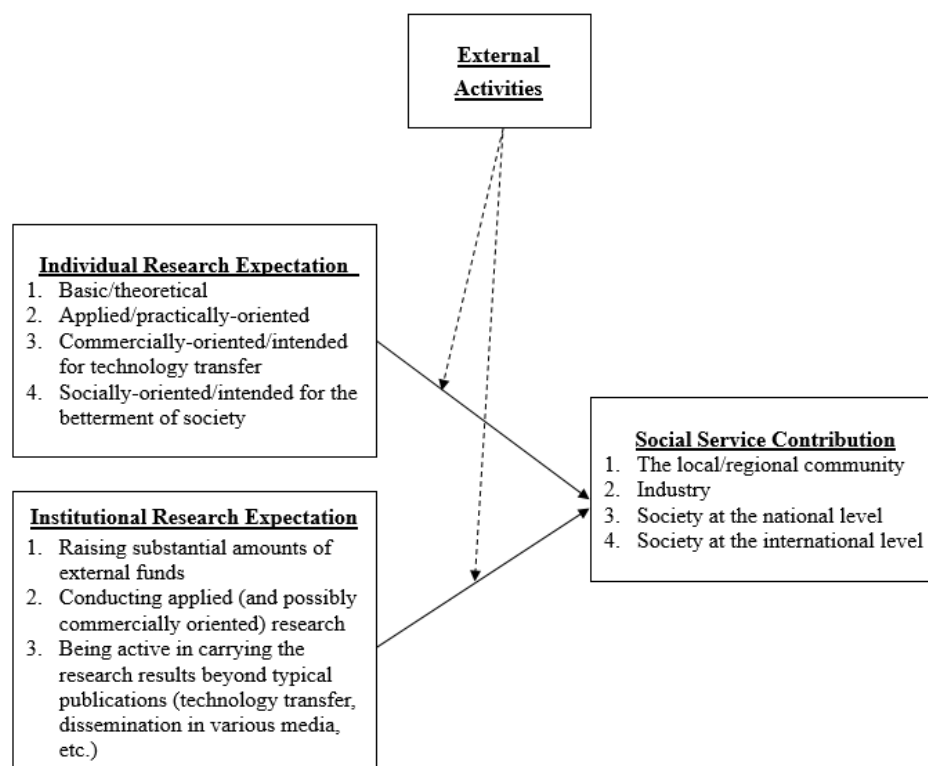 External
Activities
Individual Research Expectation
1. Basic/theoretical
2. Applied/practically-oriented
3. Commercially-oriented/intended
for technology transfer
4. Socially-oriented/intended for the
betterment of society
Institutional Research Expectation
1. Raising substantial amounts of
external funds
2. Conducting applied (and possibly
commercially oriented) research
3. Being active in carrying the
research results beyond typical
publications (technology transfer,
dissemination in various media,
etc.)
Social Service Contribution
1. The local/regional community
2. Industry
3. Society at the national level
4. Society at the international level